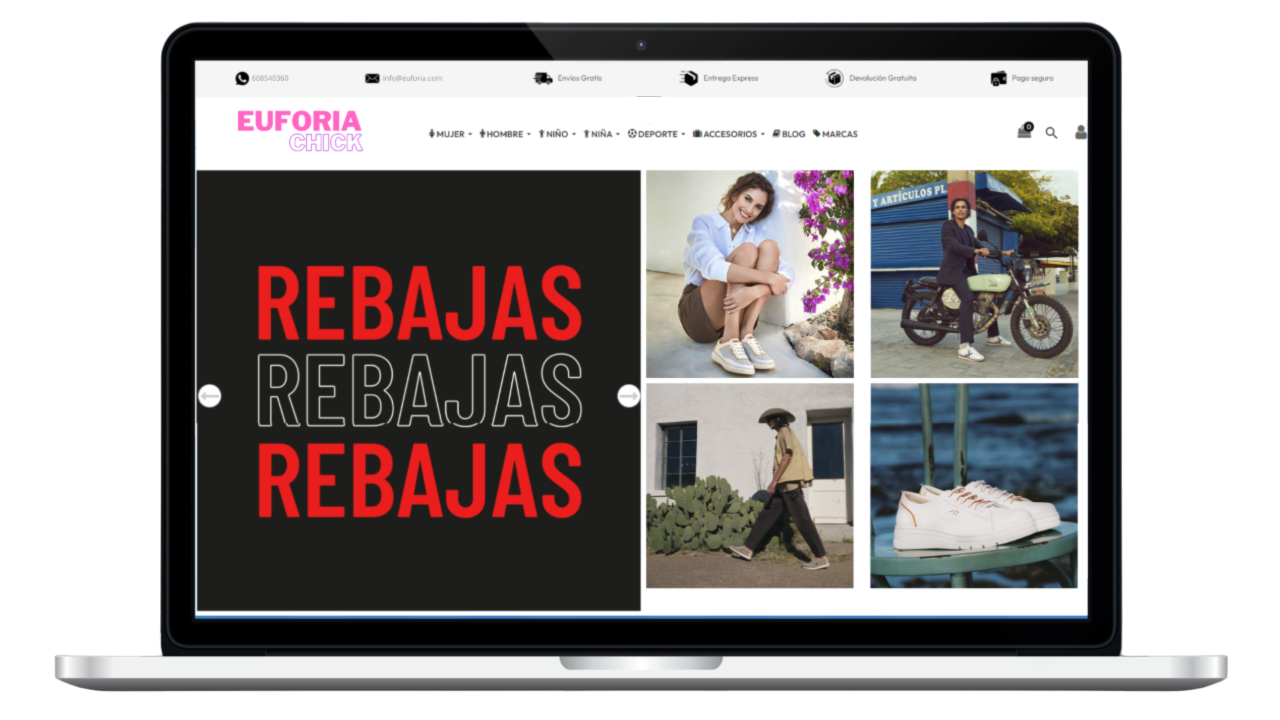 608540360
info@euforia.com
Envíos Gratis
Entrega Express
Devolución Gratuita
Pago seguro
EUFORIA
CHICK
MUJER
HOMBRE
NIÑO
NIÑA
DEPORTE
ACCESORIOS
BLOG
MARCAS
0
REBAJAS
REBAJAS
REBAJAS
Y ARTÍCULOS PL